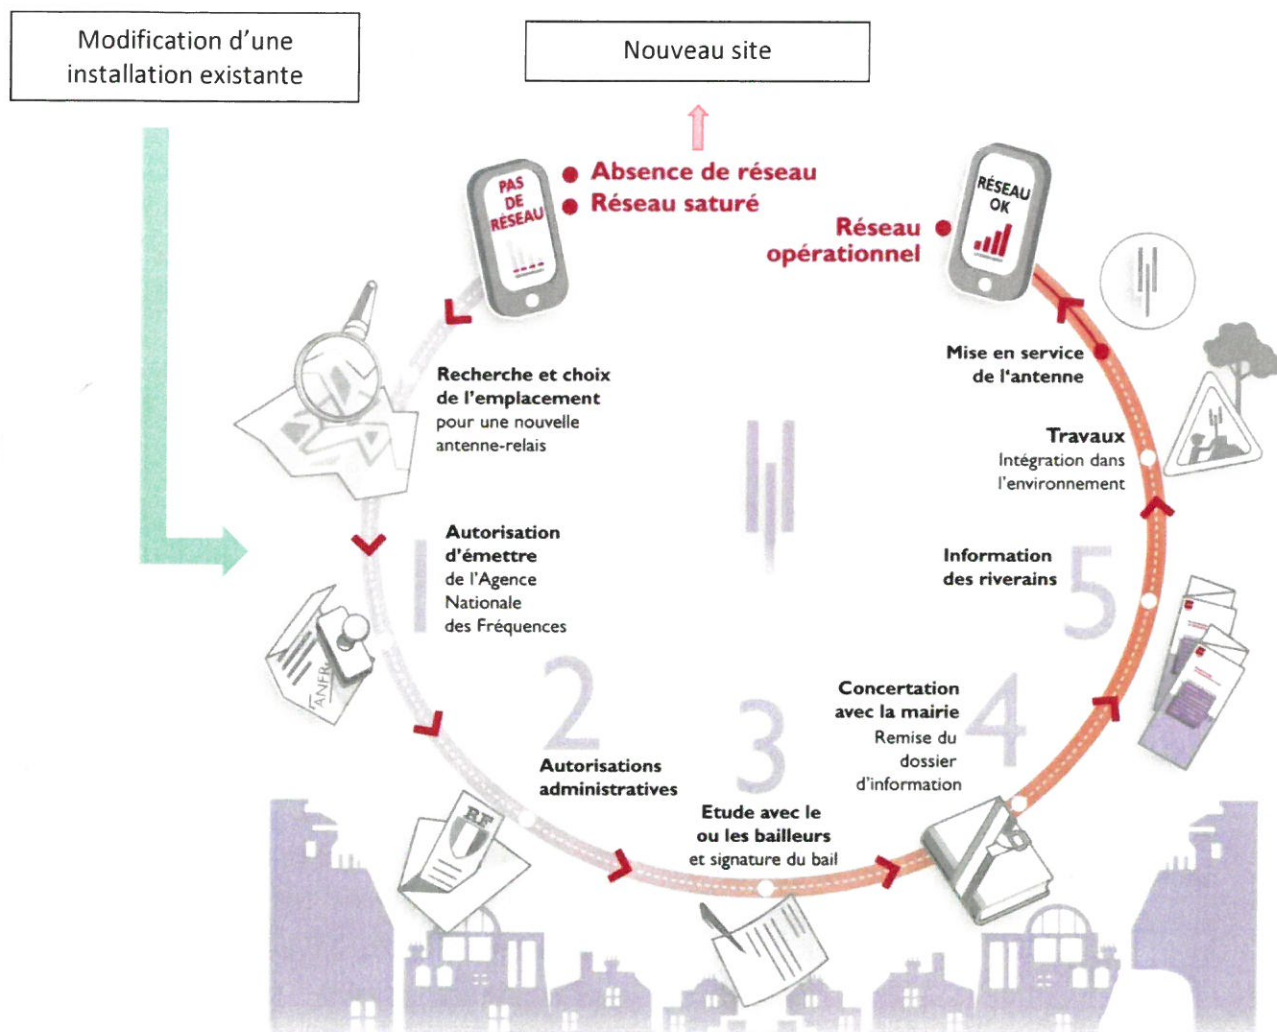 Modification d’une
installation existante
Nouveau site
PAS
DE
RÉSEAU
Absence de réseau
Réseau saturé
RÉSEAU
OK
Réseau
opérationnel
Recherche et choix
de l’emplacement
pour une nouvelle
antenne-relais
Mise en service
de l'antenne
Travaux
Intégration dans
l’environnement
1
Autorisation
d’émettre
de l’Agence
Nationale
des Fréquences
ANFR
Information
des riverains
5
2
Autorisations
administratives
RF
3
Etude avec le
ou les bailleurs
et signature du bail
4
Concertation
avec la mairie
Remise du
dossier
d’information